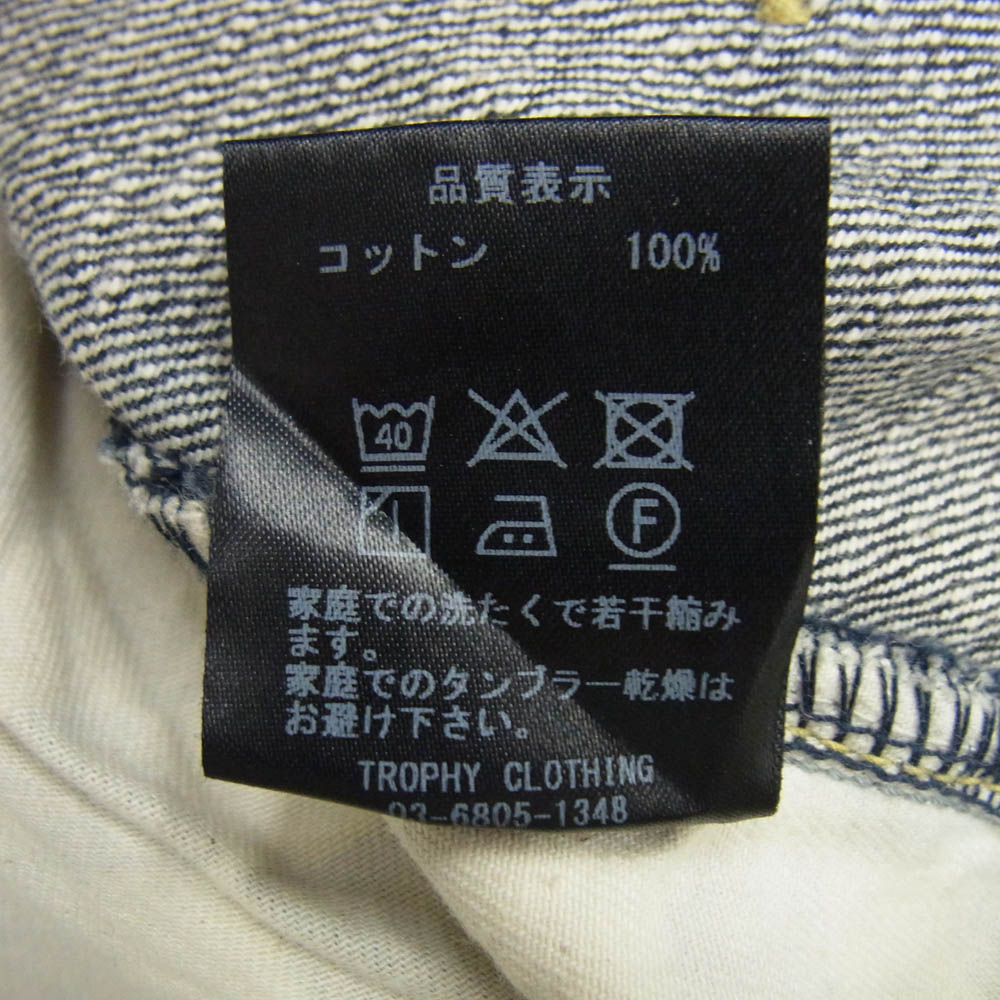 品質表示
コットン 100%
40
F
家庭での洗たくで若干縮み
ます。
家庭でのタンブラー乾燥は
お避け下さい。
TROPHY CLOTHING
03-6805-1348